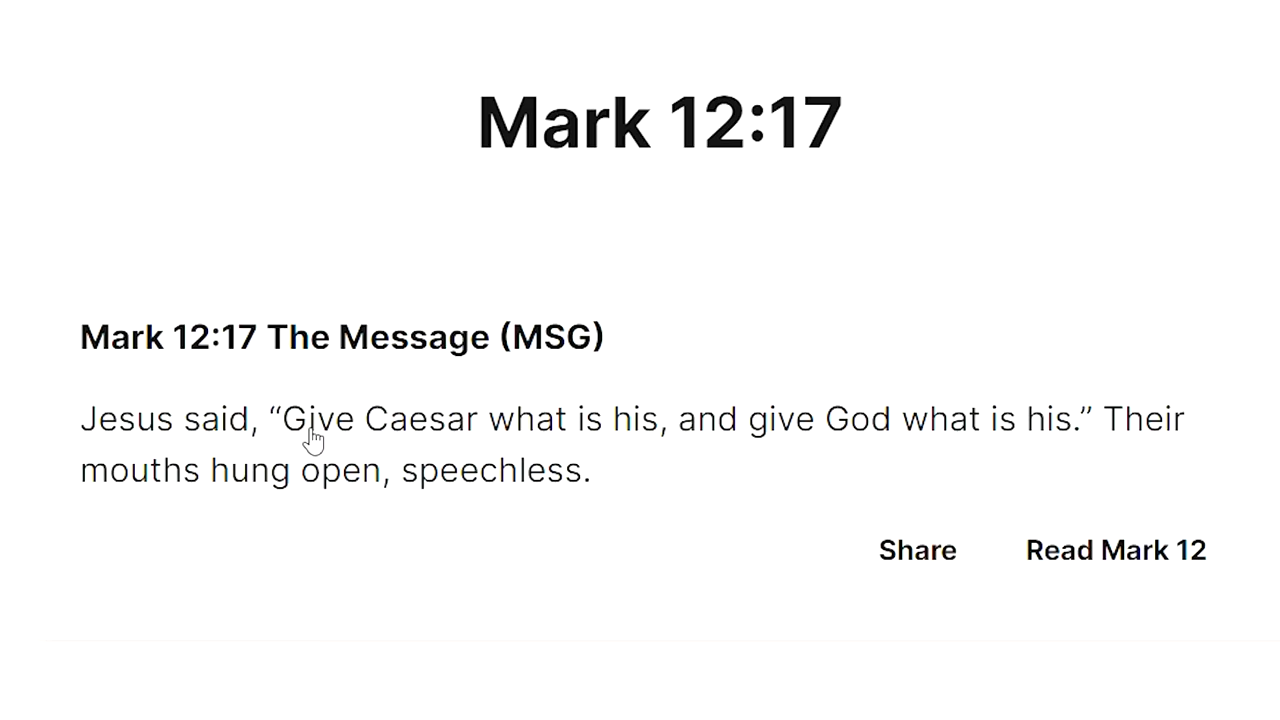 Mark 12:17
Mark 12:17 The Message (MSG)
Jesus said, “Give Caesar what is his, and give God what is his.” Their
mouths hung open, speechless.
Share Read Mark 12